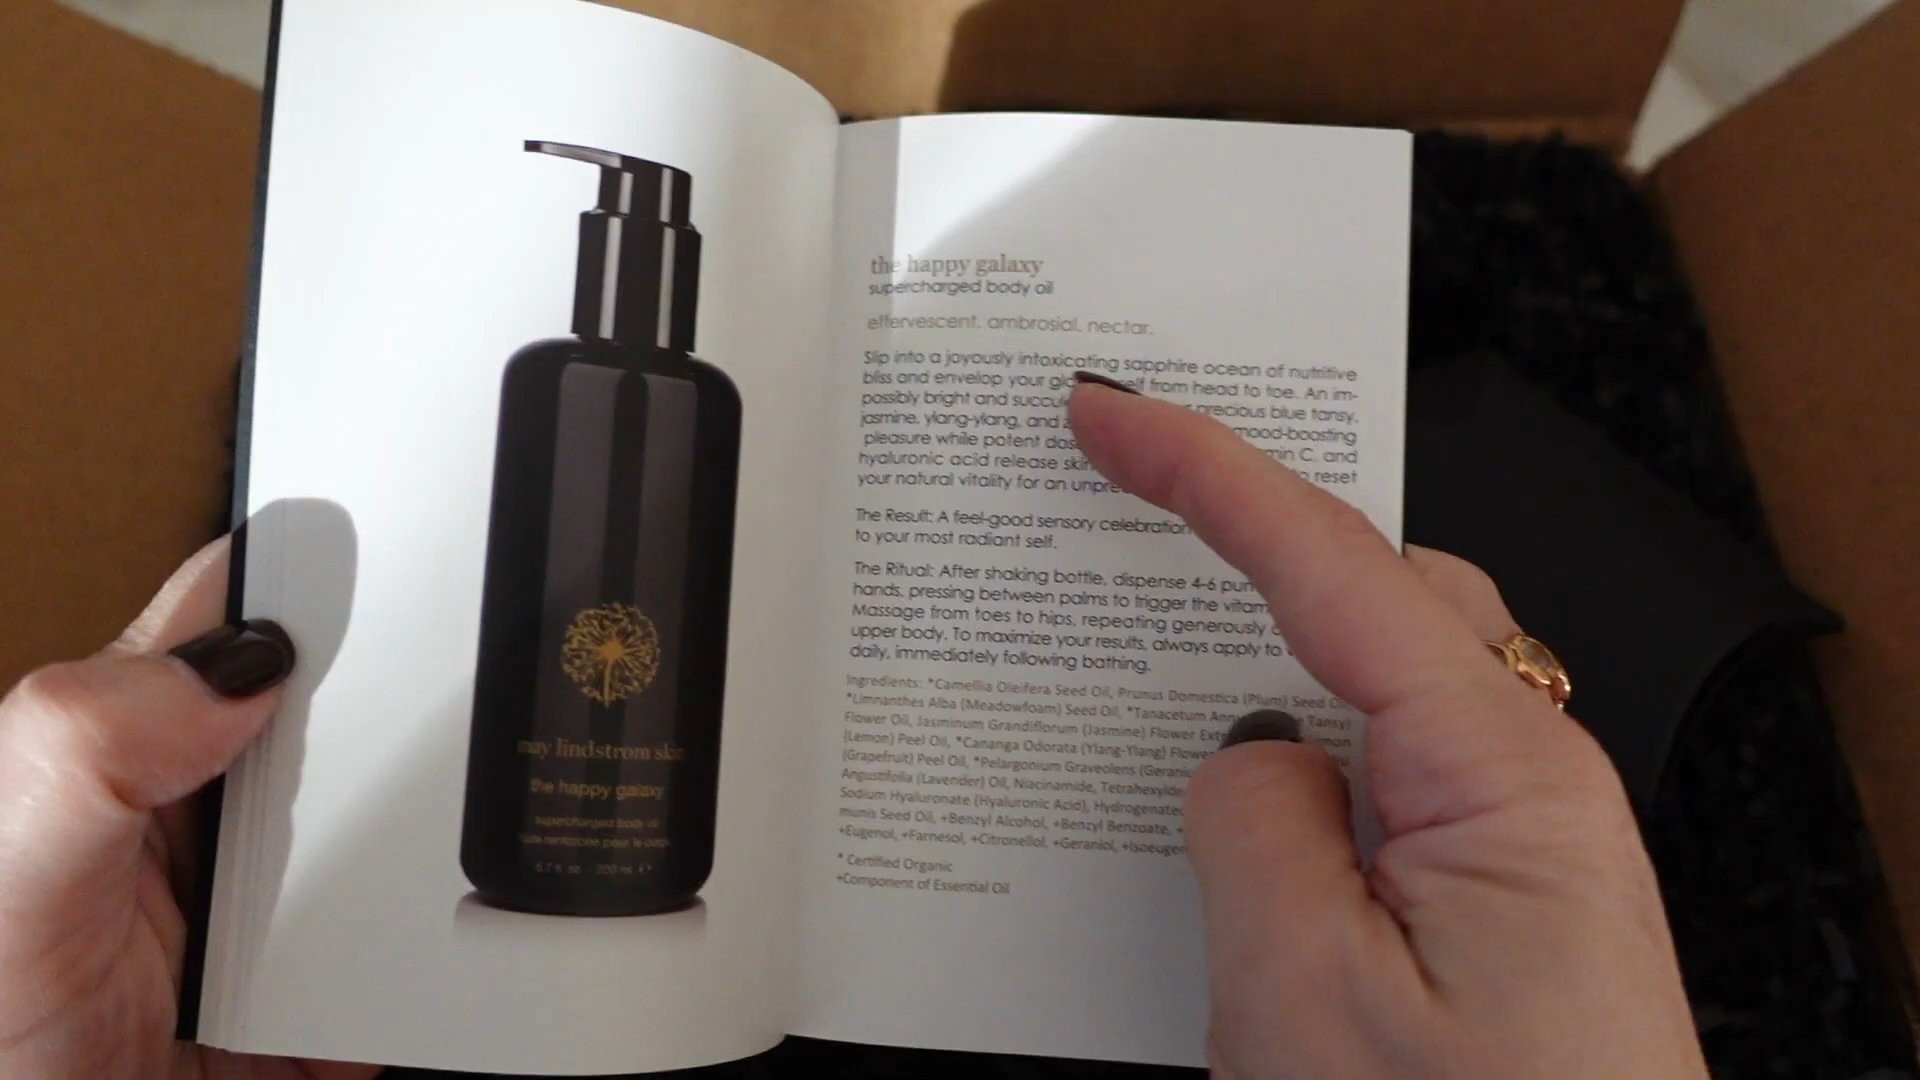 may lindstrom skin
the happy galaxy
supercharged body oil
6.7 fl. oz 200 mL
the happy galaxy
supercharged body oil
effervescent. ambrosial. nectar.
Slip into a joyously intoxicating sapphire ocean of nutritive
bliss and envelop your self from head to toe. An im-
possibly bright and precious blue tansy,
jasmine, ylang-ylang, and mood-boosting
pleasure while potent C, and
hyaluronic acid release reset
your natural vitality for an
The Result: A feel-good sensory celebration
to your most radiant self.
The Ritual: After shaking bottle, dispense 4-6
hands, pressing between palms to trigger the
Massage from toes to hips, repeating generously
upper body. To maximize your results, always apply to
daily, immediately following bathing.
Ingredients: *Camellia Oleifera Seed Oil, Prunus Domestica (Plum) Seed
*Limnanthes Alba (Meadowfoam) Seed Oil, *Tanacetum Tansy)
Flower Oil, Jasminum Grandiflorum (Jasmine) Flower
(Lemon) Peel Oil, *Cananga Odorata (Ylang-Ylang)
(Grapefruit) Peel Oil, *Pelargonium Graveolens
Angustifolia (Lavender) Oil, Niacinamide,
Sodium Hyaluronate (Hyaluronic Acid),
munis Seed Oil, +Benzyl Alcohol, +Benzyl Benzoate,
+Eugenol, +Farnesol, +Citronellol, +Geraniol,
* Certified Organic
+Component of Essential Oil